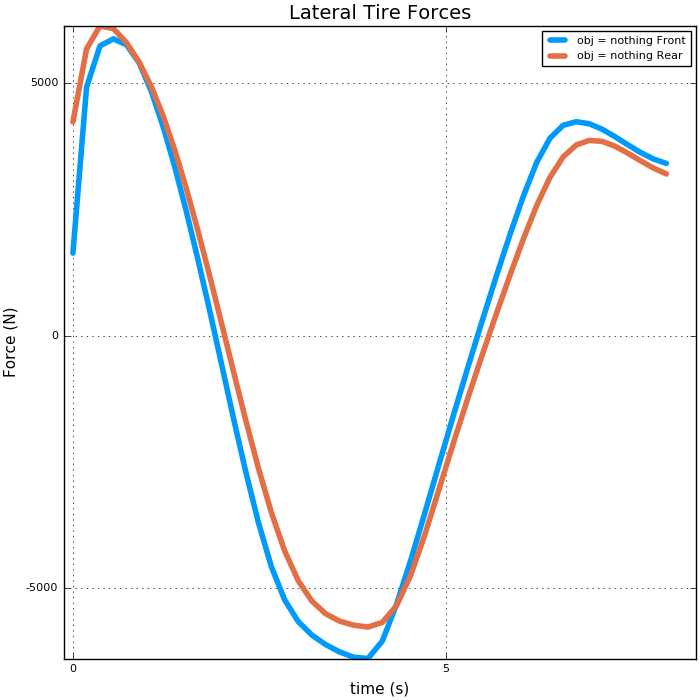 Lateral Tire Forces
obj = nothing Front
obj = nothing Rear
5000
0
-5000
Force (N)
0
5
time (s)